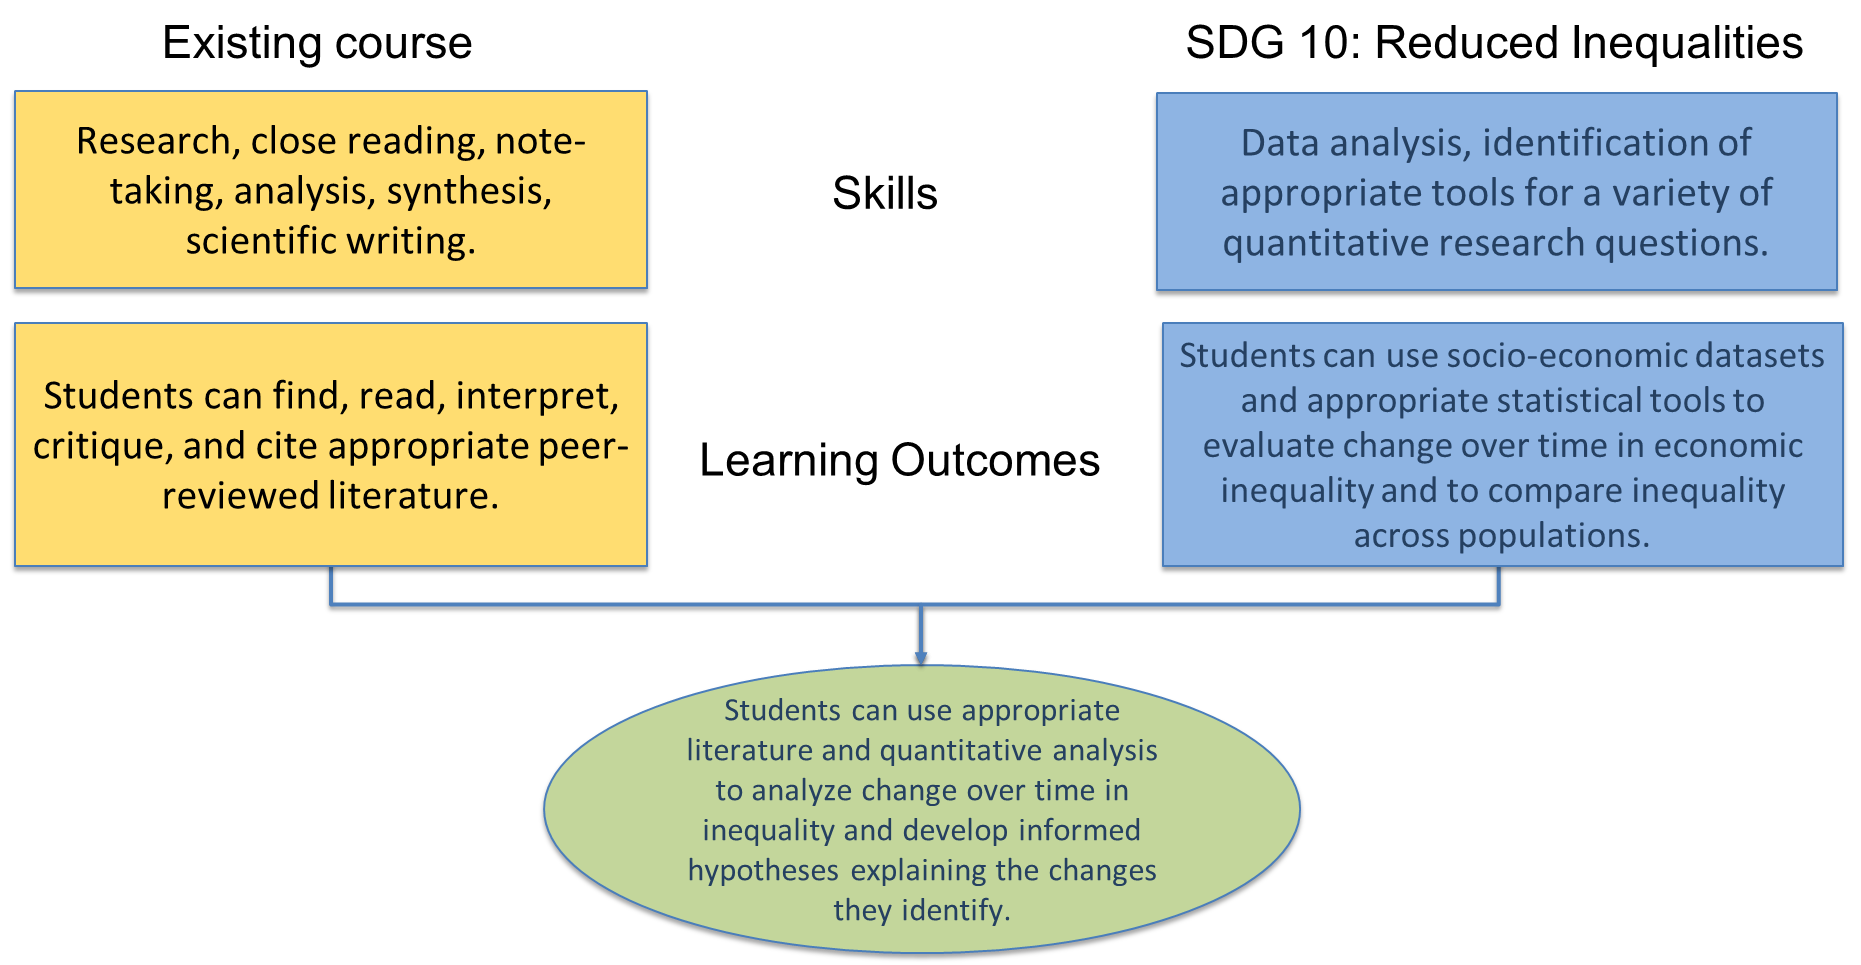 Existing course
SDG 10: Reduced Inequalities
Research, close reading, note-
taking, analysis, synthesis,
scientific writing.
Skills
Data analysis, identification of
appropriate tools for a variety of
quantitative research questions.
Students can find, read, interpret,
critique, and cite appropriate peer-
reviewed literature.
Learning Outcomes
Students can use socio-economic datasets
and appropriate statistical tools to
evaluate change over time in economic
inequality and to compare inequality
across populations.
Students can use appropriate
literature and quantitative analysis
to analyze change over time in
inequality and develop informed
hypotheses explaining the changes
they identify.